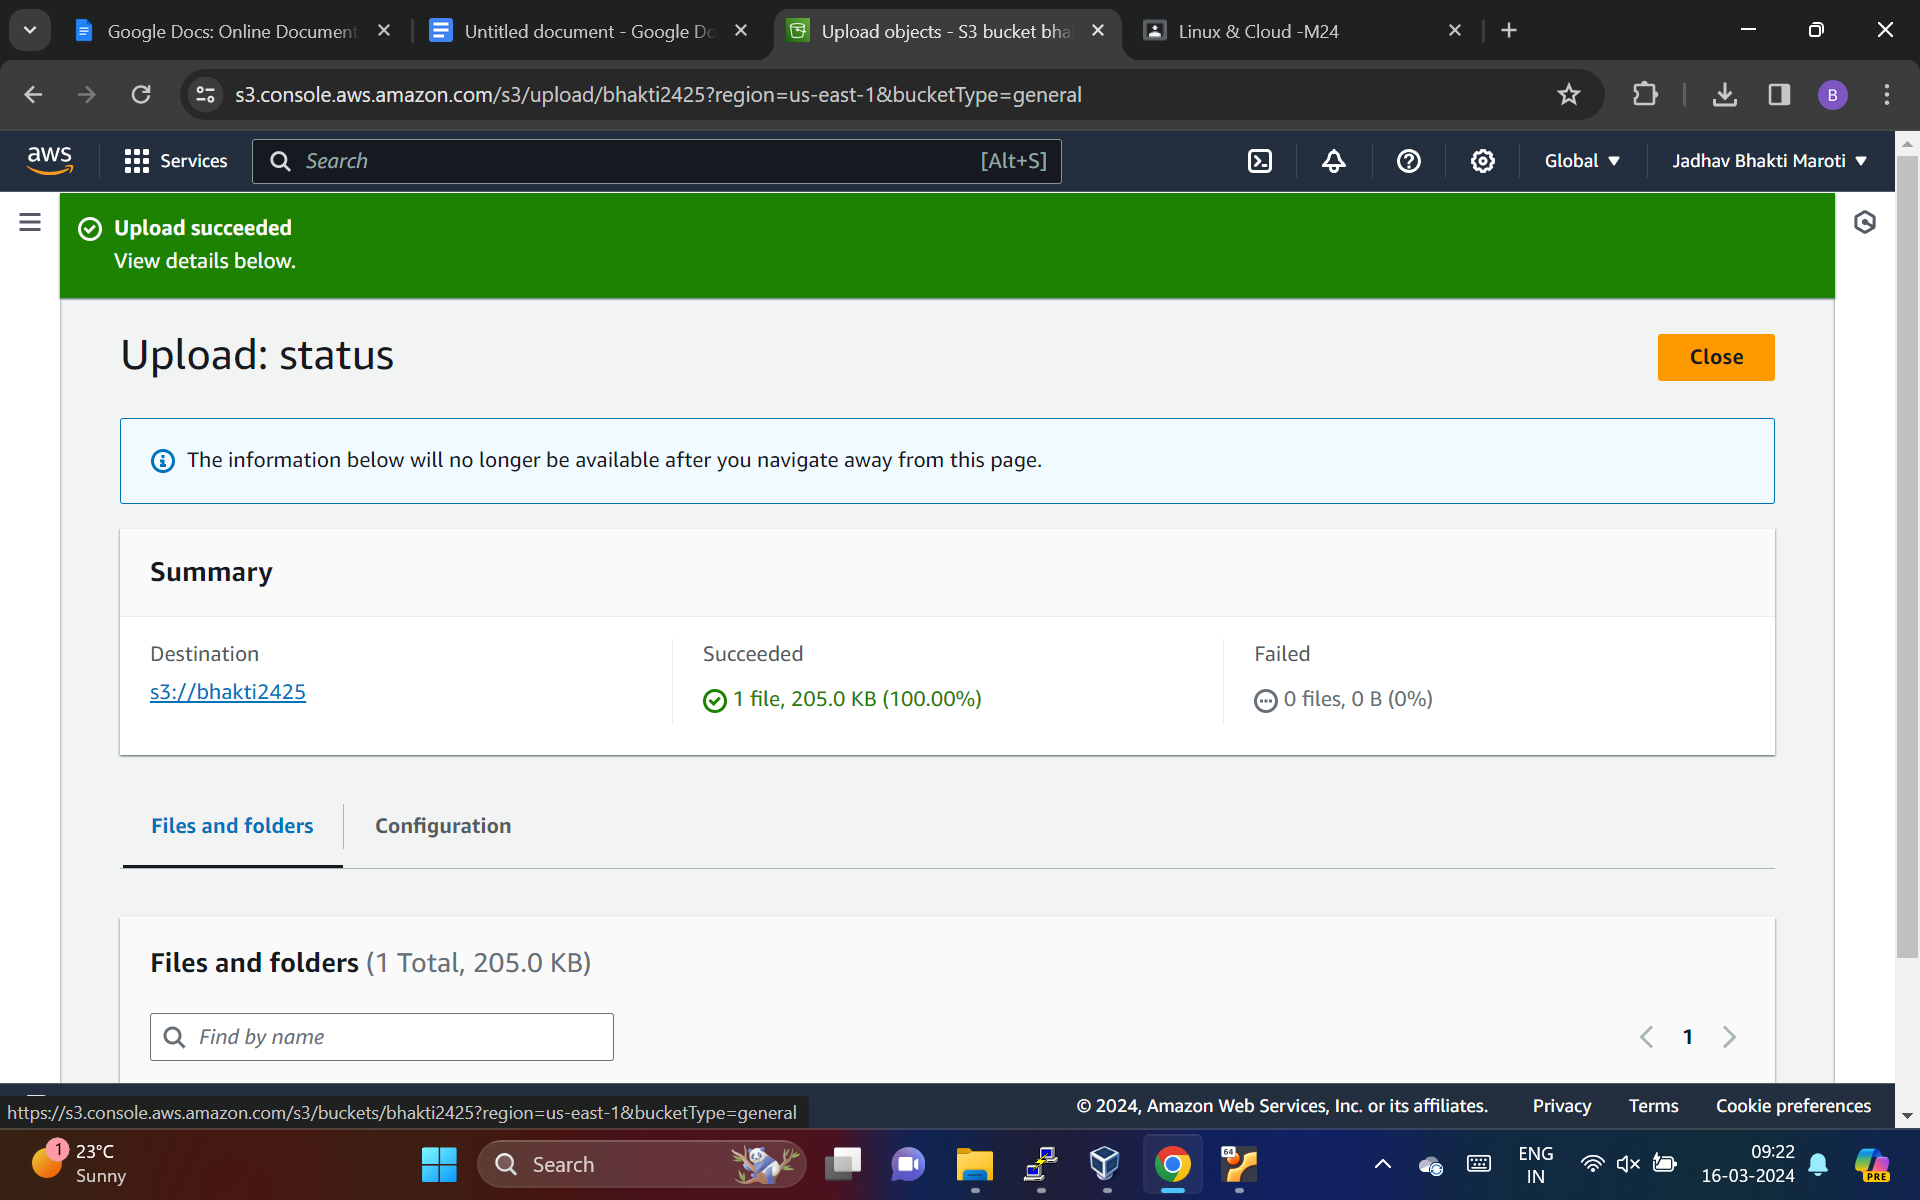 Google Docs: Online Document
Untitled document - Google Do
Upload objects - S3 bucket bha
Linux & Cloud -M24
s3.console.aws.amazon.com/s3/upload/bhakti2425?region=us-east-1&bucketType=general
B
aws
Services
Search
[Alt+S]
Global
Jadhav Bhakti Maroti
Upload succeeded
View details below.
Upload: status
Close
The information below will no longer be available after you navigate away from this page.
Summary
Destination
s3://bhakti2425
Succeeded
1 file, 205.0 KB (100.00%)
Failed
0 files, 0 B (0%)
Files and folders
Configuration
Files and folders (1 Total, 205.0 KB)
Find by name
1
https://s3.console.aws.amazon.com/s3/buckets/bhakti2425?region=us-east-1&bucketType=general
© 2024, Amazon Web Services, Inc. or its affiliates.
Privacy
Terms
Cookie preferences
1
23°C
Sunny
Search
64
ENG
IN
09:22
16-03-2024
PRE